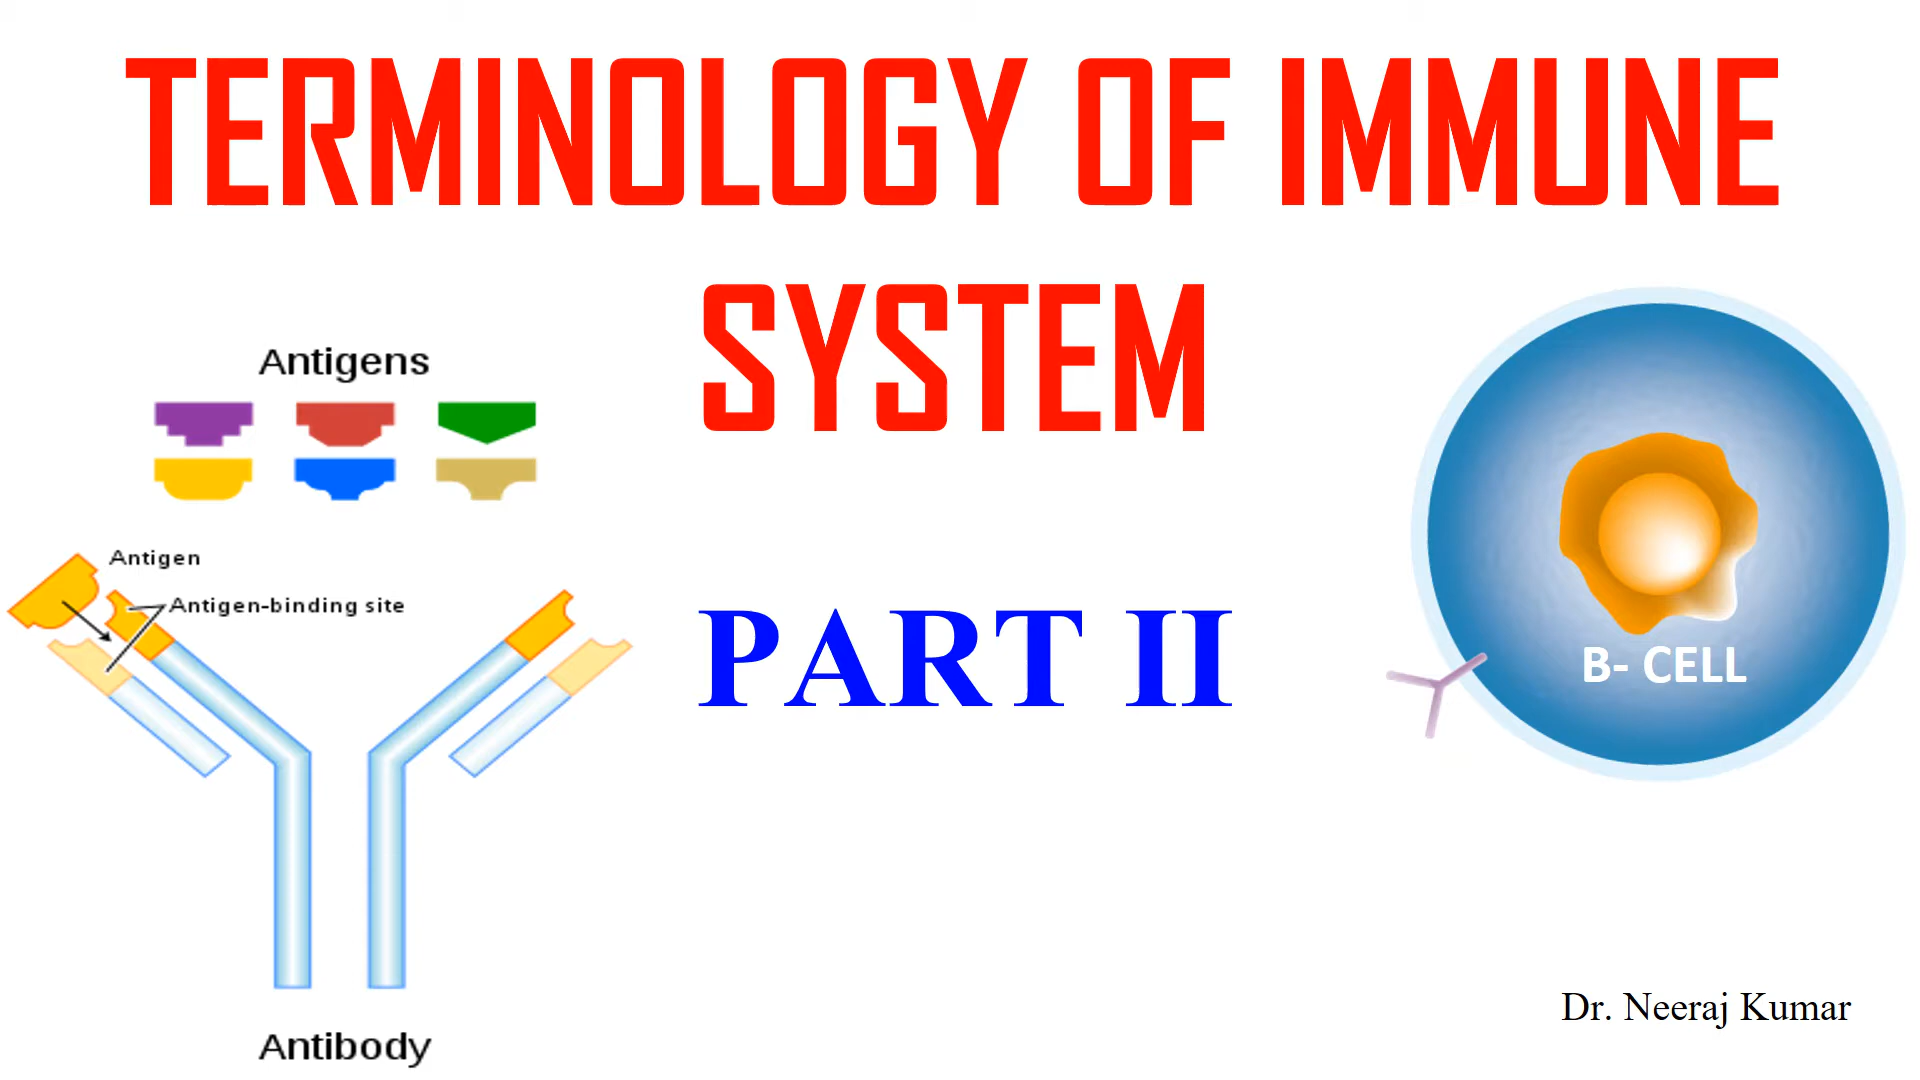 TERMINOLOGY OF IMMUNE
SYSTEM
Antigens
Antigen
Antigen-binding site
PART II
B- CELL
Dr. Neeraj Kumar
Antibody